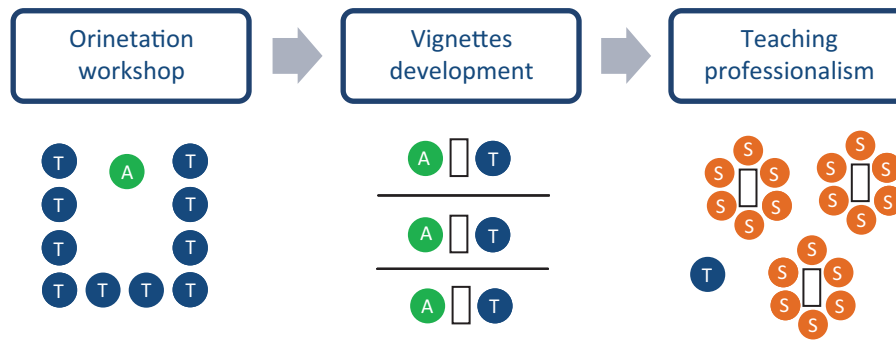 Orinetation
workshop
Vignettes
development
Teaching
professionalism
T A T
T T
T T
T T T T
A T
A T
A T
S
S S
S S
S
S
S S
S S
S
T
S
S S
S S
S